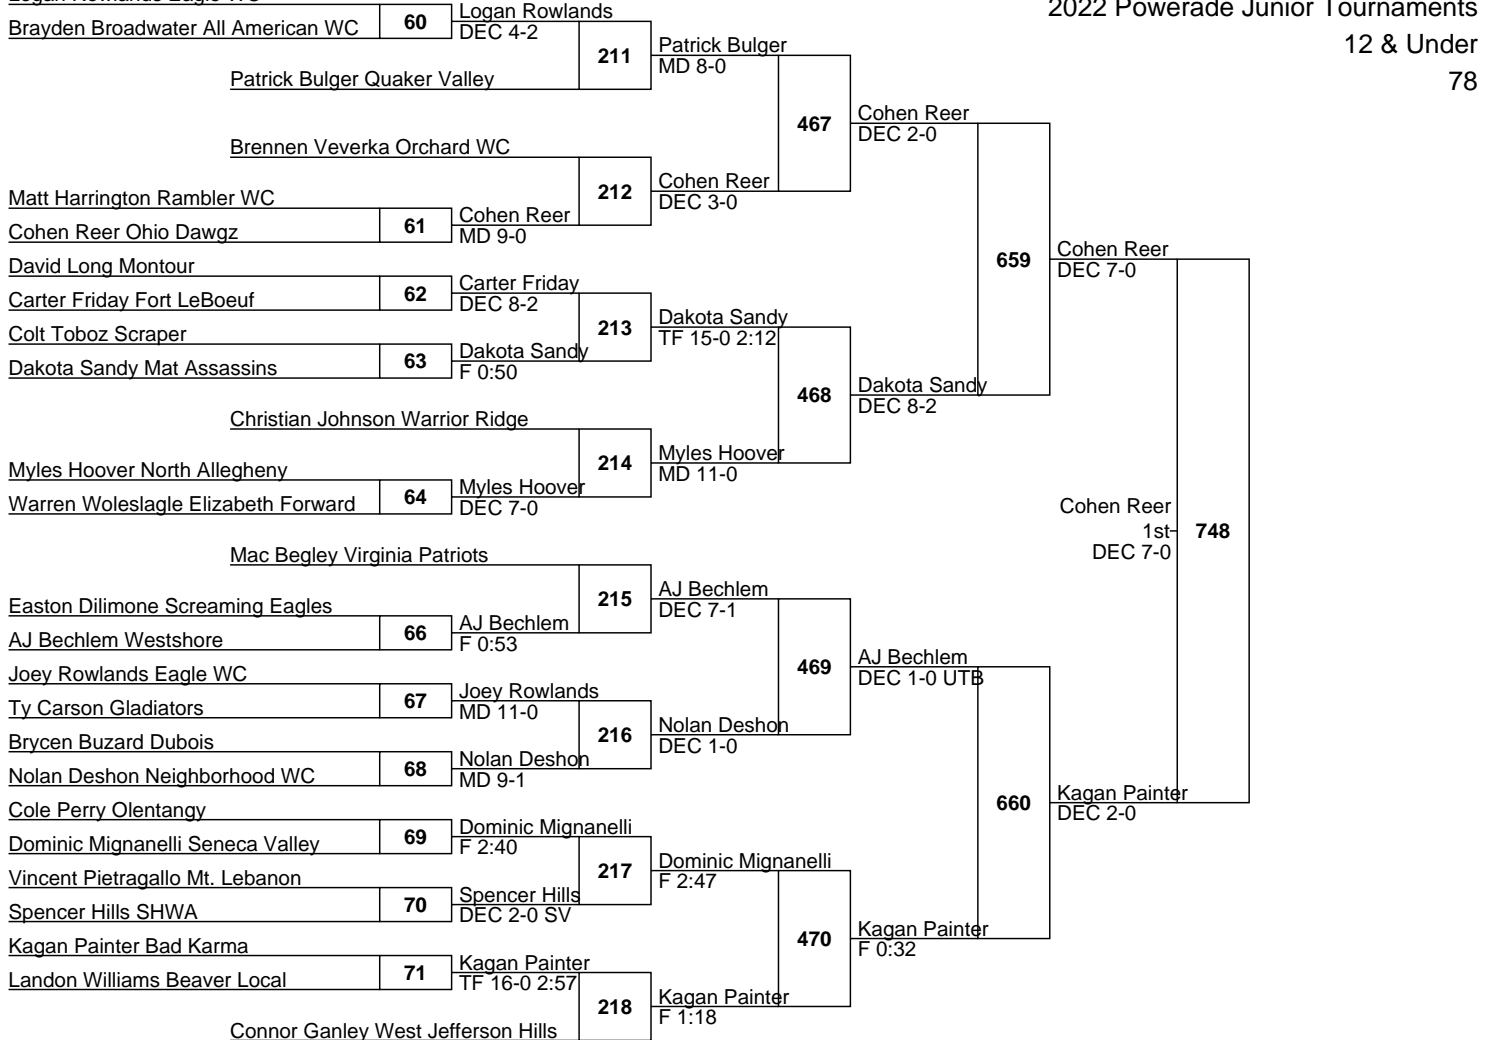 Logan Rowlands Eagle WC
2022 Powerade Junior Tournaments
12 & Under
78
Brayden Broadwater All American WC
60
Logan Rowlands
DEC 4-2
211
Patrick Bulger
MD 8-0
Patrick Bulger Quaker Valley
467
Cohen Reer
DEC 2-0
Brennen Veverka Orchard WC
212
Cohen Reer
DEC 3-0
Matt Harrington Rambler WC
61
Cohen Reer
MD 9-0
Cohen Reer Ohio Dawgz
659
Cohen Reer
DEC 7-0
David Long Montour
62
Carter Friday
DEC 8-2
Carter Friday Fort LeBoeuf
213
Dakota Sandy
TF 15-0 2:12
Colt Toboz Scraper
63
Dakota Sandy
F 0:50
Dakota Sandy Mat Assassins
468
Dakota Sandy
DEC 8-2
Christian Johnson Warrior Ridge
214
Myles Hoover
MD 11-0
Myles Hoover North Allegheny
64
Myles Hoover
DEC 7-0
Warren Woleslagle Elizabeth Forward
Cohen Reer
1st
DEC 7-0
748
Mac Begley Virginia Patriots
215
AJ Bechlem
DEC 7-1
Easton Dilimone Screaming Eagles
66
AJ Bechlem
F 0:53
AJ Bechlem Westshore
469
AJ Bechlem
DEC 1-0 UTB
Joey Rowlands Eagle WC
67
Joey Rowlands
MD 11-0
Ty Carson Gladiators
216
Nolan Deshon
DEC 1-0
Brycen Buzard Dubois
68
Nolan Deshon
MD 9-1
Nolan Deshon Neighborhood WC
660
Kagan Painter
DEC 2-0
Cole Perry Olentangy
69
Dominic Mignanelli
F 2:40
Dominic Mignanelli Seneca Valley
217
Dominic Mignanelli
F 2:47
Vincent Pietragallo Mt. Lebanon
70
Spencer Hills
DEC 2-0 SV
Spencer Hills SHWA
470
Kagan Painter
F 0:32
Kagan Painter Bad Karma
71
Kagan Painter
TF 16-0 2:57
Landon Williams Beaver Local
218
Kagan Painter
F 1:18
Connor Ganley West Jefferson Hills